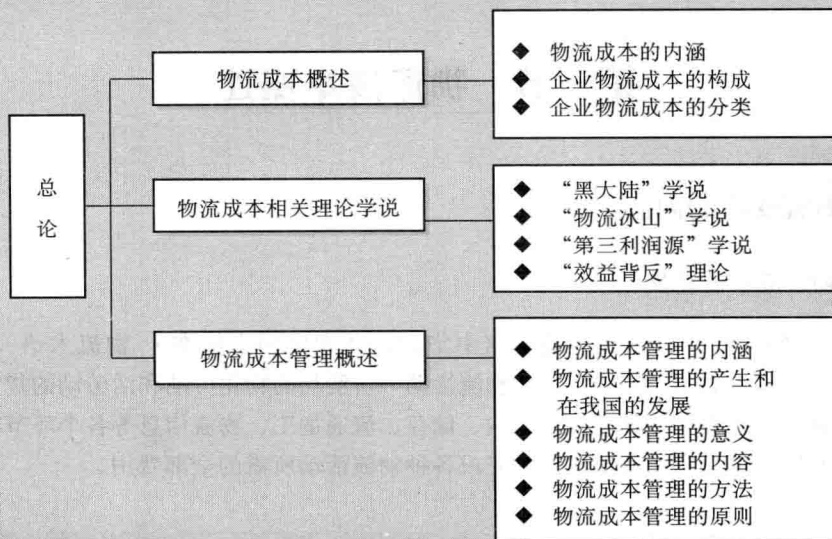 总
论
物流成本概述
◆ 物流成本的内涵
◆ 企业物流成本的构成
◆ 企业物流成本的分类
物流成本相关理论学说
◆ “黑大陆”学说
◆ “物流冰山”学说
◆ “第三利润源”学说
◆ “效益背反”理论
物流成本管理概述
◆ 物流成本管理的内涵
◆ 物流成本管理的产生和
在我国的发展
◆ 物流成本管理的意义
◆ 物流成本管理的内容
◆ 物流成本管理的方法
◆ 物流成本管理的原则